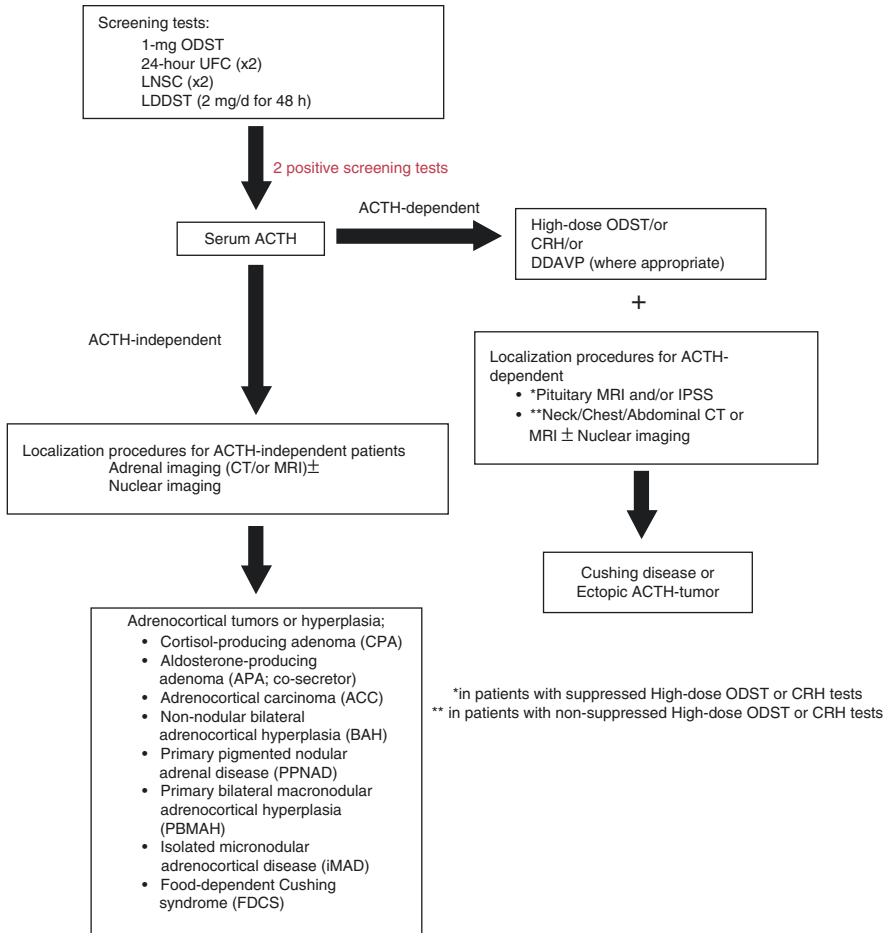 Screening tests:
1-mg ODST
24-hour UFC (x2)
LNSC (x2)
LDDST (2 mg/d for 48 h)
2 positive screening tests
ACTH-dependent
Serum ACTH
High-dose ODST/or
CRH/or
DDAVP (where appropriate)
+
ACTH-independent
Localization procedures for ACTH-
dependent
• *Pituitary MRI and/or IPSS
• **Neck/Chest/Abdominal CT or
MRI ± Nuclear imaging
Localization procedures for ACTH-independent patients
Adrenal imaging (CT/or MRI)±
Nuclear imaging
Cushing disease or
Ectopic ACTH-tumor
Adrenocortical tumors or hyperplasia;
• Cortisol-producing adenoma (CPA)
• Aldosterone-producing
adenoma (APA; co-secretor)
• Adrenocortical carcinoma (ACC)
• Non-nodular bilateral
adrenocortical hyperplasia (BAH)
• Primary pigmented nodular
adrenal disease (PPNAD)
• Primary bilateral macronodular
adrenocortical hyperplasia
(PBMAH)
• Isolated micronodular
adrenocortical disease (iMAD)
• Food-dependent Cushing
syndrome (FDCS)
*in patients with suppressed High-dose ODST or CRH tests
** in patients with non-suppressed High-dose ODST or CRH tests